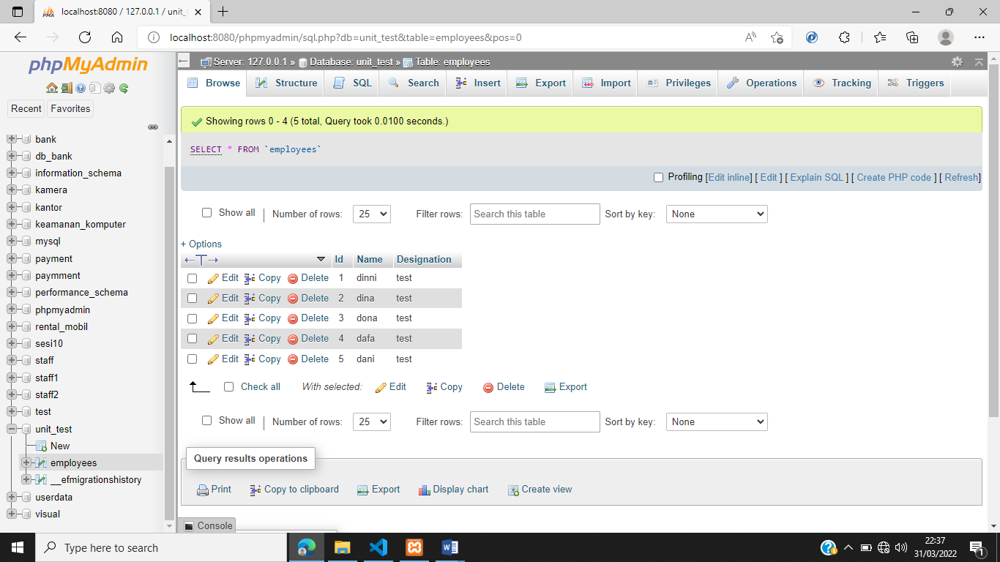 localhost:8080 / 127.0.0.1 / unit_
localhost:8080/phpmyadmin/sql.php?db=unit_test&table=employees&pos=0
phpMyAdmin
Recent Favorites
bank
db_bank
information_schema
kamera
kantor
keamanan_komputer
mysql
payment
paymment
performance_schema
phpmyadmin
rental_mobil
sesi10
staff
staff1
staff2
test
unit_test
New
employees
__efmigrationshistory
userdata
visual
Server: 127.0.0.1 » Database: unit_test » Table: employees
Browse Structure SQL Search Insert Export Import Privileges Operations Tracking Triggers
Showing rows 0 - 4 (5 total, Query took 0.0100 seconds.)
SELECT * FROM `employees`
Profiling [Edit inline] [ Edit ] [ Explain SQL ] [ Create PHP code ] [ Refresh]
Show all | Number of rows: 25 Filter rows: Search this table Sort by key: None
+ Options
←T→ Id Name Designation
Edit Copy Delete 1 dinni test
Edit Copy Delete 2 dina test
Edit Copy Delete 3 dona test
Edit Copy Delete 4 dafa test
Edit Copy Delete 5 dani test
Check all With selected: Edit Copy Delete Export
Show all | Number of rows: 25 Filter rows: Search this table Sort by key: None
Query results operations
Print Copy to clipboard Export Display chart Create view
Console
Type here to search
22:37
31/03/2022
1